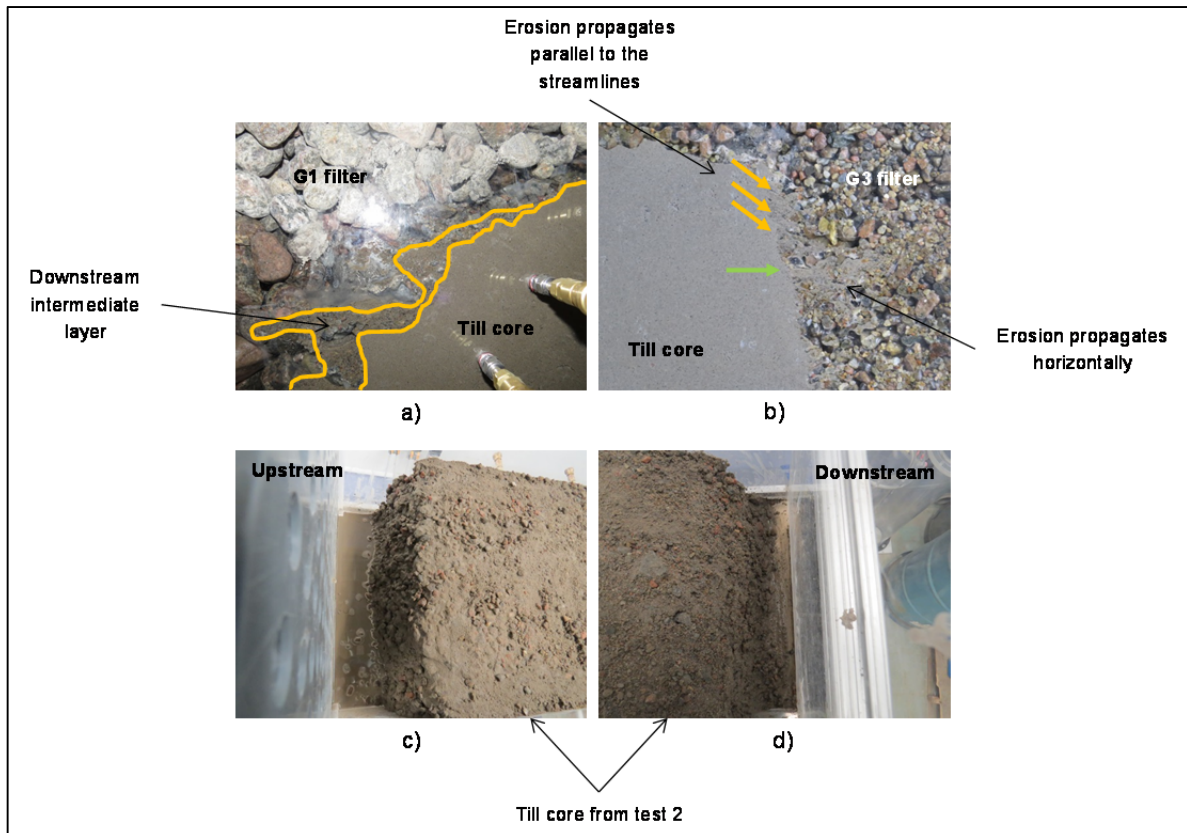 Erosion propagates
parallel to the
streamlines
G1 filter
G3 filter
Downstream
intermediate
layer
Till core
Till core
Erosion propagates
horizontally
a)
b)
Upstream
Downstream
c)
d)
Till core from test 2